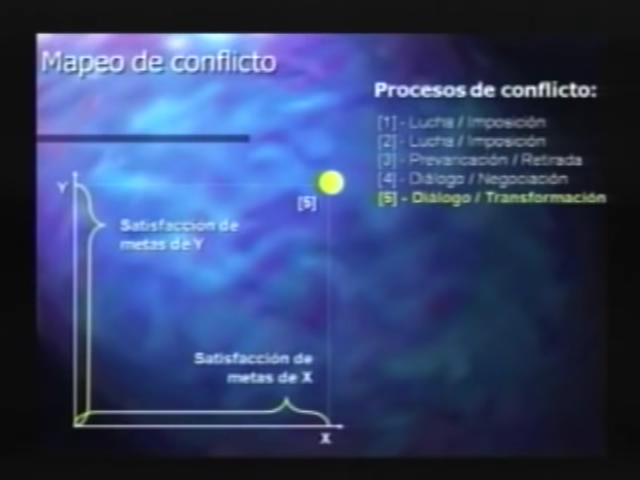 Mapeo de conflicto
Procesos de conflicto:
[1] - Lucha / Imposición
[2] - Lucha / Imposición
[3] - Prevaricación / Retirada
[4] - Diálogo / Negociación
[5] - Diálogo / Transformación
Y
[5]
Satisfacción de
metas de Y
Satisfacción de
metas de X
X